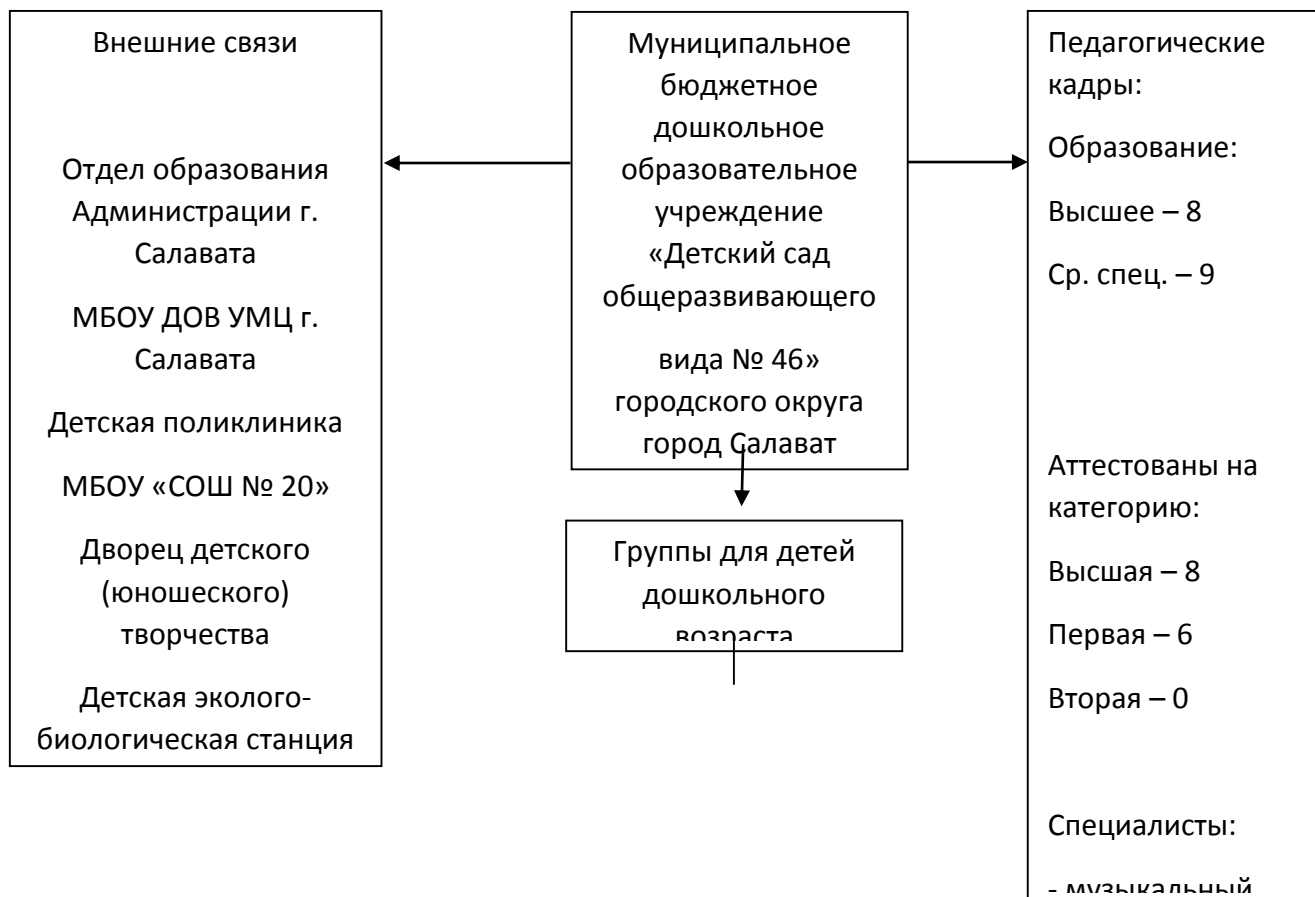 Внешние связи
Отдел образования
Администрации г.
Салавата
МБОУ ДОВ УМЦ г.
Салавата
Детская поликлиника
МБОУ «СОШ № 20»
Дворец детского
(юношеского)
творчества
Детская эколого-
биологическая станция
Муниципальное
бюджетное
дошкольное
образовательное
учреждение
«Детский сад
общеразвивающего
вида № 46»
городского округа
город Салават
Группы для детей
дошкольного
возраста
Педагогические
кадры:
Образование:
Высшее – 8
Ср. спец. – 9
Аттестованы на
категорию:
Высшая – 8
Первая – 6
Вторая – 0
Специалисты:
- музыкальный